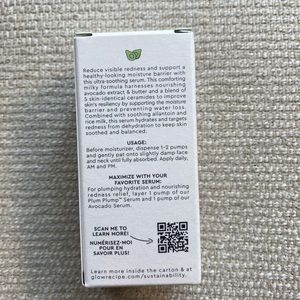 Reduce visible redness and support a
healthy-looking moisture barrier with
this ultra-soothing serum. This comforting
milky formula harnesses nourishing
avocado extract & butter and a blend of
5 skin-identical ceramides to improve
skin's resiliency by supporting the moisture
barrier and preventing water loss.
Combined with soothing allantoin and
rice milk, this serum hydrates and targets
redness from dehydration to keep skin
soothed and balanced.
USAGE:
Before moisturizer, dispense 1-2 pumps
and gently pat onto slightly damp face
and neck until fully absorbed. Apply daily,
AM and PM.
MAXIMIZE WITH YOUR
FAVORITE SERUM:
For plumping hydration and nourishing
redness relief, layer 1 pump of our
Plum Plump™ Serum and 1 pump of our
Avocado Serum.
SCAN ME TO
LEARN MORE!
NUMÉRISEZ-MOI
POUR EN
SAVOIR PLUS!
Learn more inside the carton & at
glowrecipe.com/sustainability.